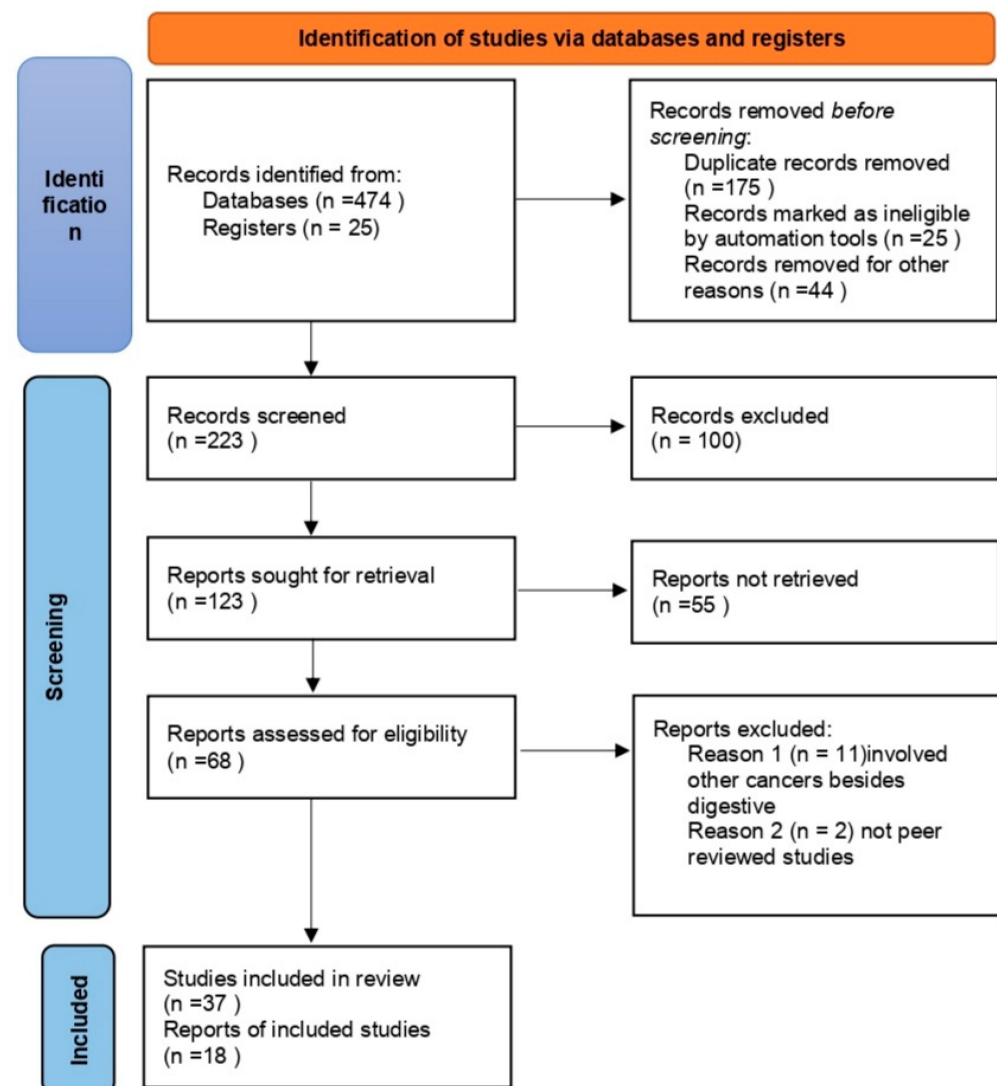 Identification of studies via databases and registers
Identi
ficatio
n
Records identified from:
Databases (n =474 )
Registers (n = 25)
Records removed before
screening:
Duplicate records removed
(n =175 )
Records marked as ineligible
by automation tools (n =25 )
Records removed for other
reasons (n =44 )
Screening
Records screened
(n =223 )
Records excluded
(n = 100)
Reports sought for retrieval
(n =123 )
Reports not retrieved
(n =55 )
Reports assessed for eligibility
(n =68 )
Reports excluded:
Reason 1 (n = 11)involved
other cancers besides
digestive
Reason 2 (n = 2) not peer
reviewed studies
Included
Studies included in review
(n =37 )
Reports of included studies
(n =18 )